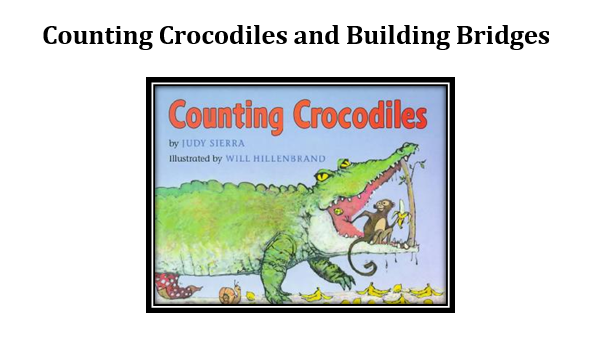 Counting Crocodiles and Building Bridges
Counting Crocodiles
by JUDY SIERRA
Illustrated by WILL HILLENBRAND